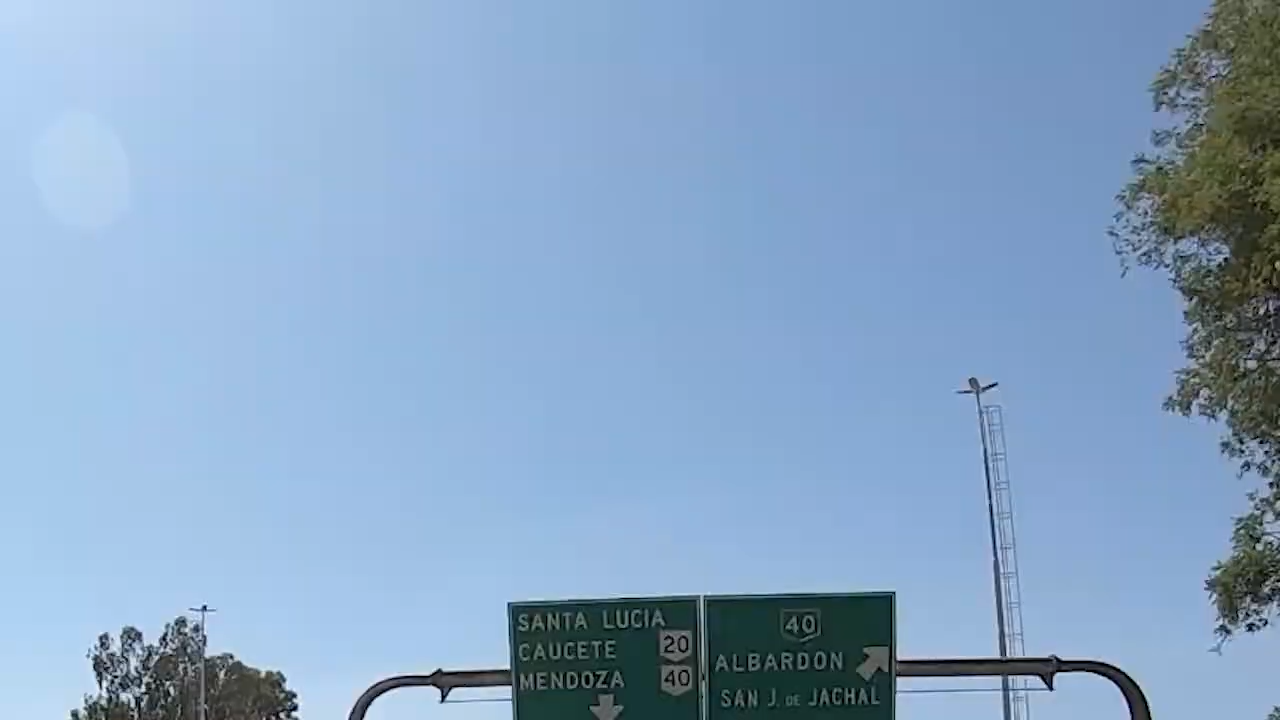 SANTA LUCIA
CAUCETE 20
MENDOZA 40
40
ALBARDON
SAN J. DE JACHAL